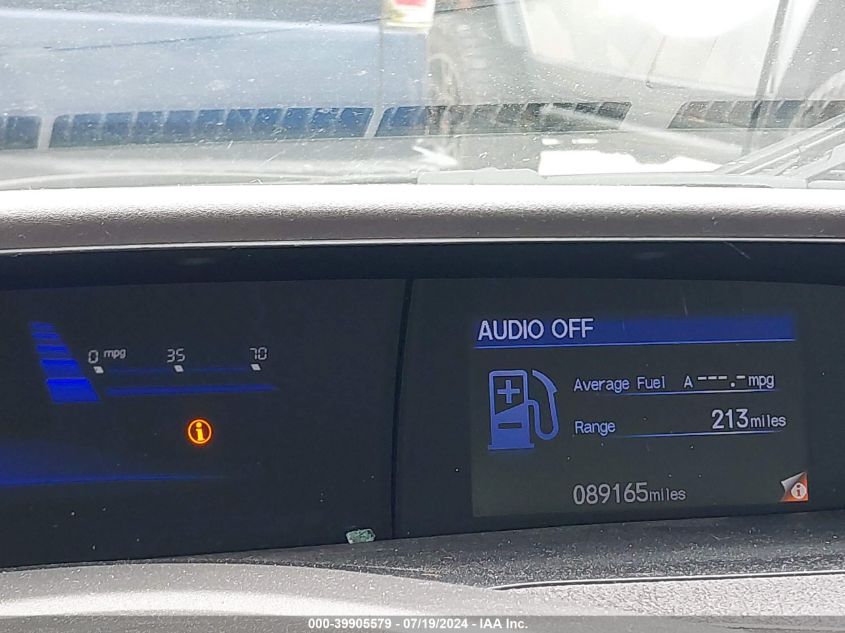 AUDIO OFF
0 mpg 35 70
Average Fuel A ---.- mpg
Range 213 miles
089165 miles
000-39905579 - 07/19/2024 - IAA Inc.